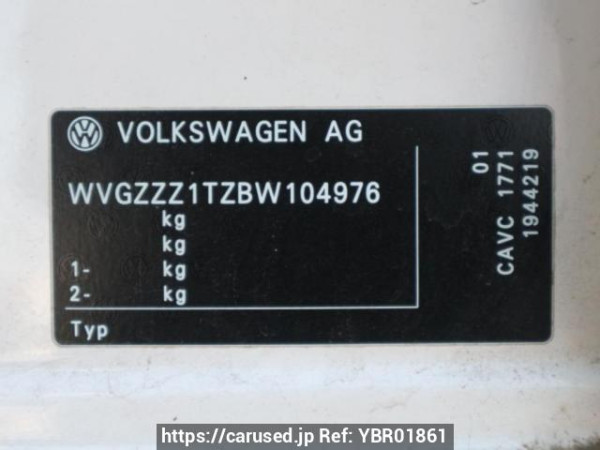 VOLKSWAGEN AG
WVGZZZ1TZBW104976
kg
kg
1- kg
2- kg
Typ
01
CAVC 1771
1944219
https://carused.jp Ref: YBR01861